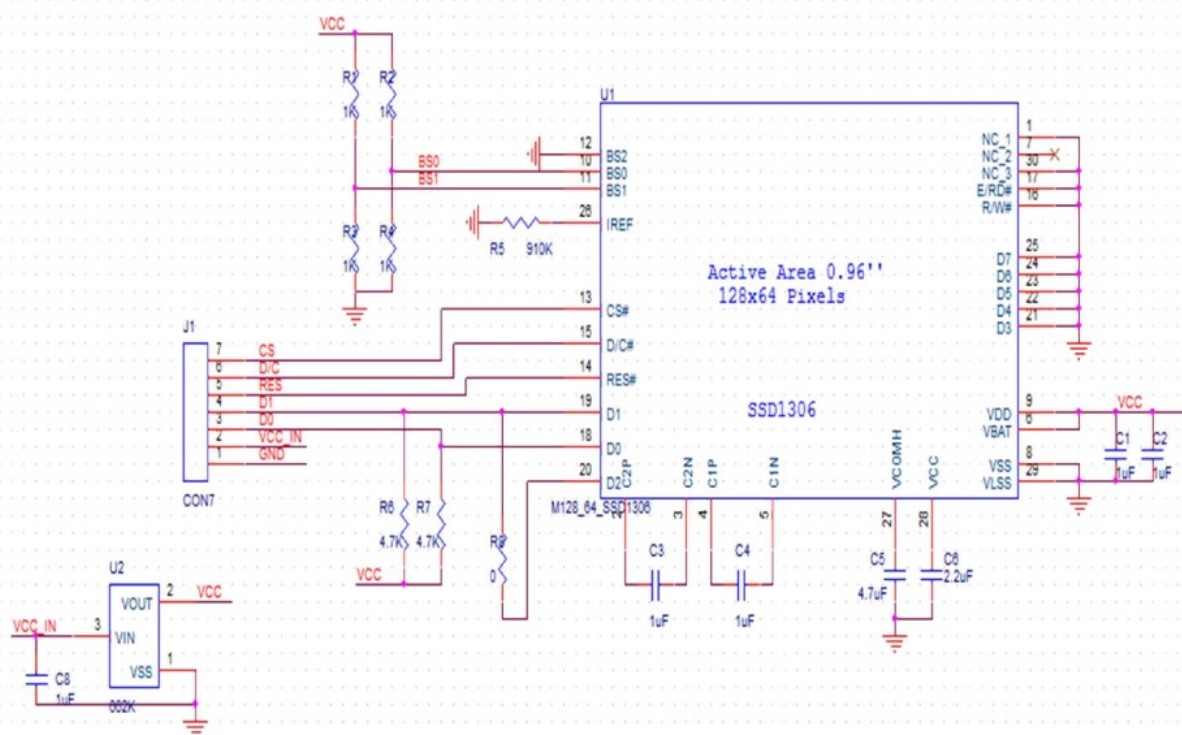 VCC
R1
R2
1K
1K
U1
BS0
BS1
12
10
11
BS2
BS0
BS1
26
IREF
R5
910K
R3
R4
1K
1K
Active Area 0.96''
128x64 Pixels
SSD1306
NC_1
NC_2
NC_3
E/RD#
R/W#
1
7
30
17
16
D7
D6
D5
D4
D3
25
24
23
22
21
13
CS#
15
D/C#
14
RES#
19
D1
18
D0
20
D2
J1
7
6
5
4
3
2
1
CS
D/C
RES
D1
D0
VCC_IN
GND
CON7
VDD
VBAT
VSS
VLSS
9
6
8
29
VCC
C1
C2
1uF
1uF
C2P
C2N
C1P
C1N
VCOMH
VCC
M128_64_SSD1306
2
3
4
5
27
28
R6
R7
4.7K
4.7K
VCC
0
C3
C4
1uF
1uF
C5
C6
4.7uF
2.2uF
U2
VOUT
2
VCC
VCC_IN
3
VIN
VSS
1
C8
1uF
662K